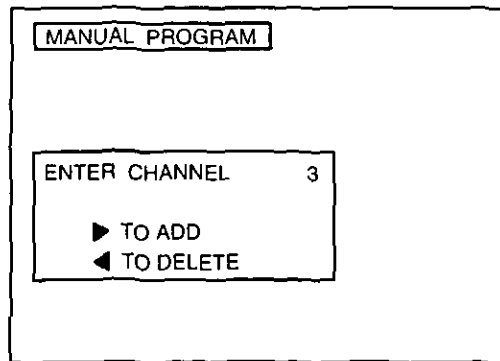 MANUAL PROGRAM
ENTER CHANNEL 3
▶ TO ADD
◀ TO DELETE